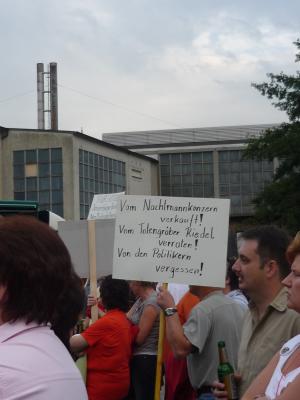 Vom Nachtmannkonzern
verkauft!
Vom Totengräber Riedel
verraten!
Von den Politikern
vergessen!